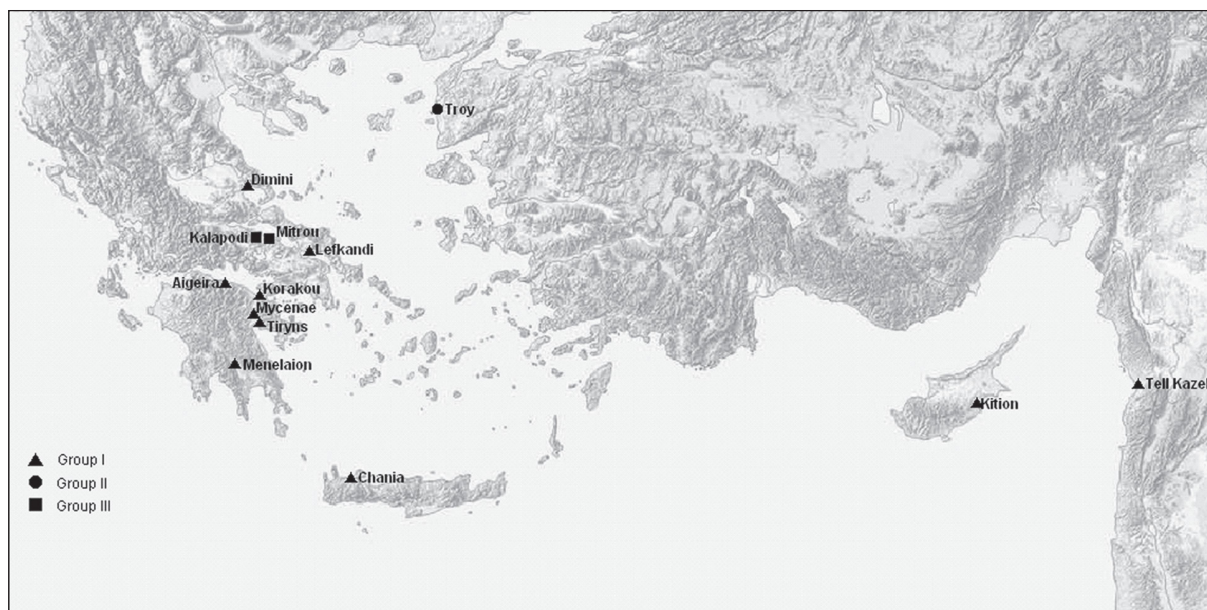 Troy
Dimini
Kalapodi
Mitrou
Lefkandi
Aigeira
Korakou
Mycenae
Tiryns
Menelaion
Tell Kazel
Kition
Chania
Group I
Group II
Group III